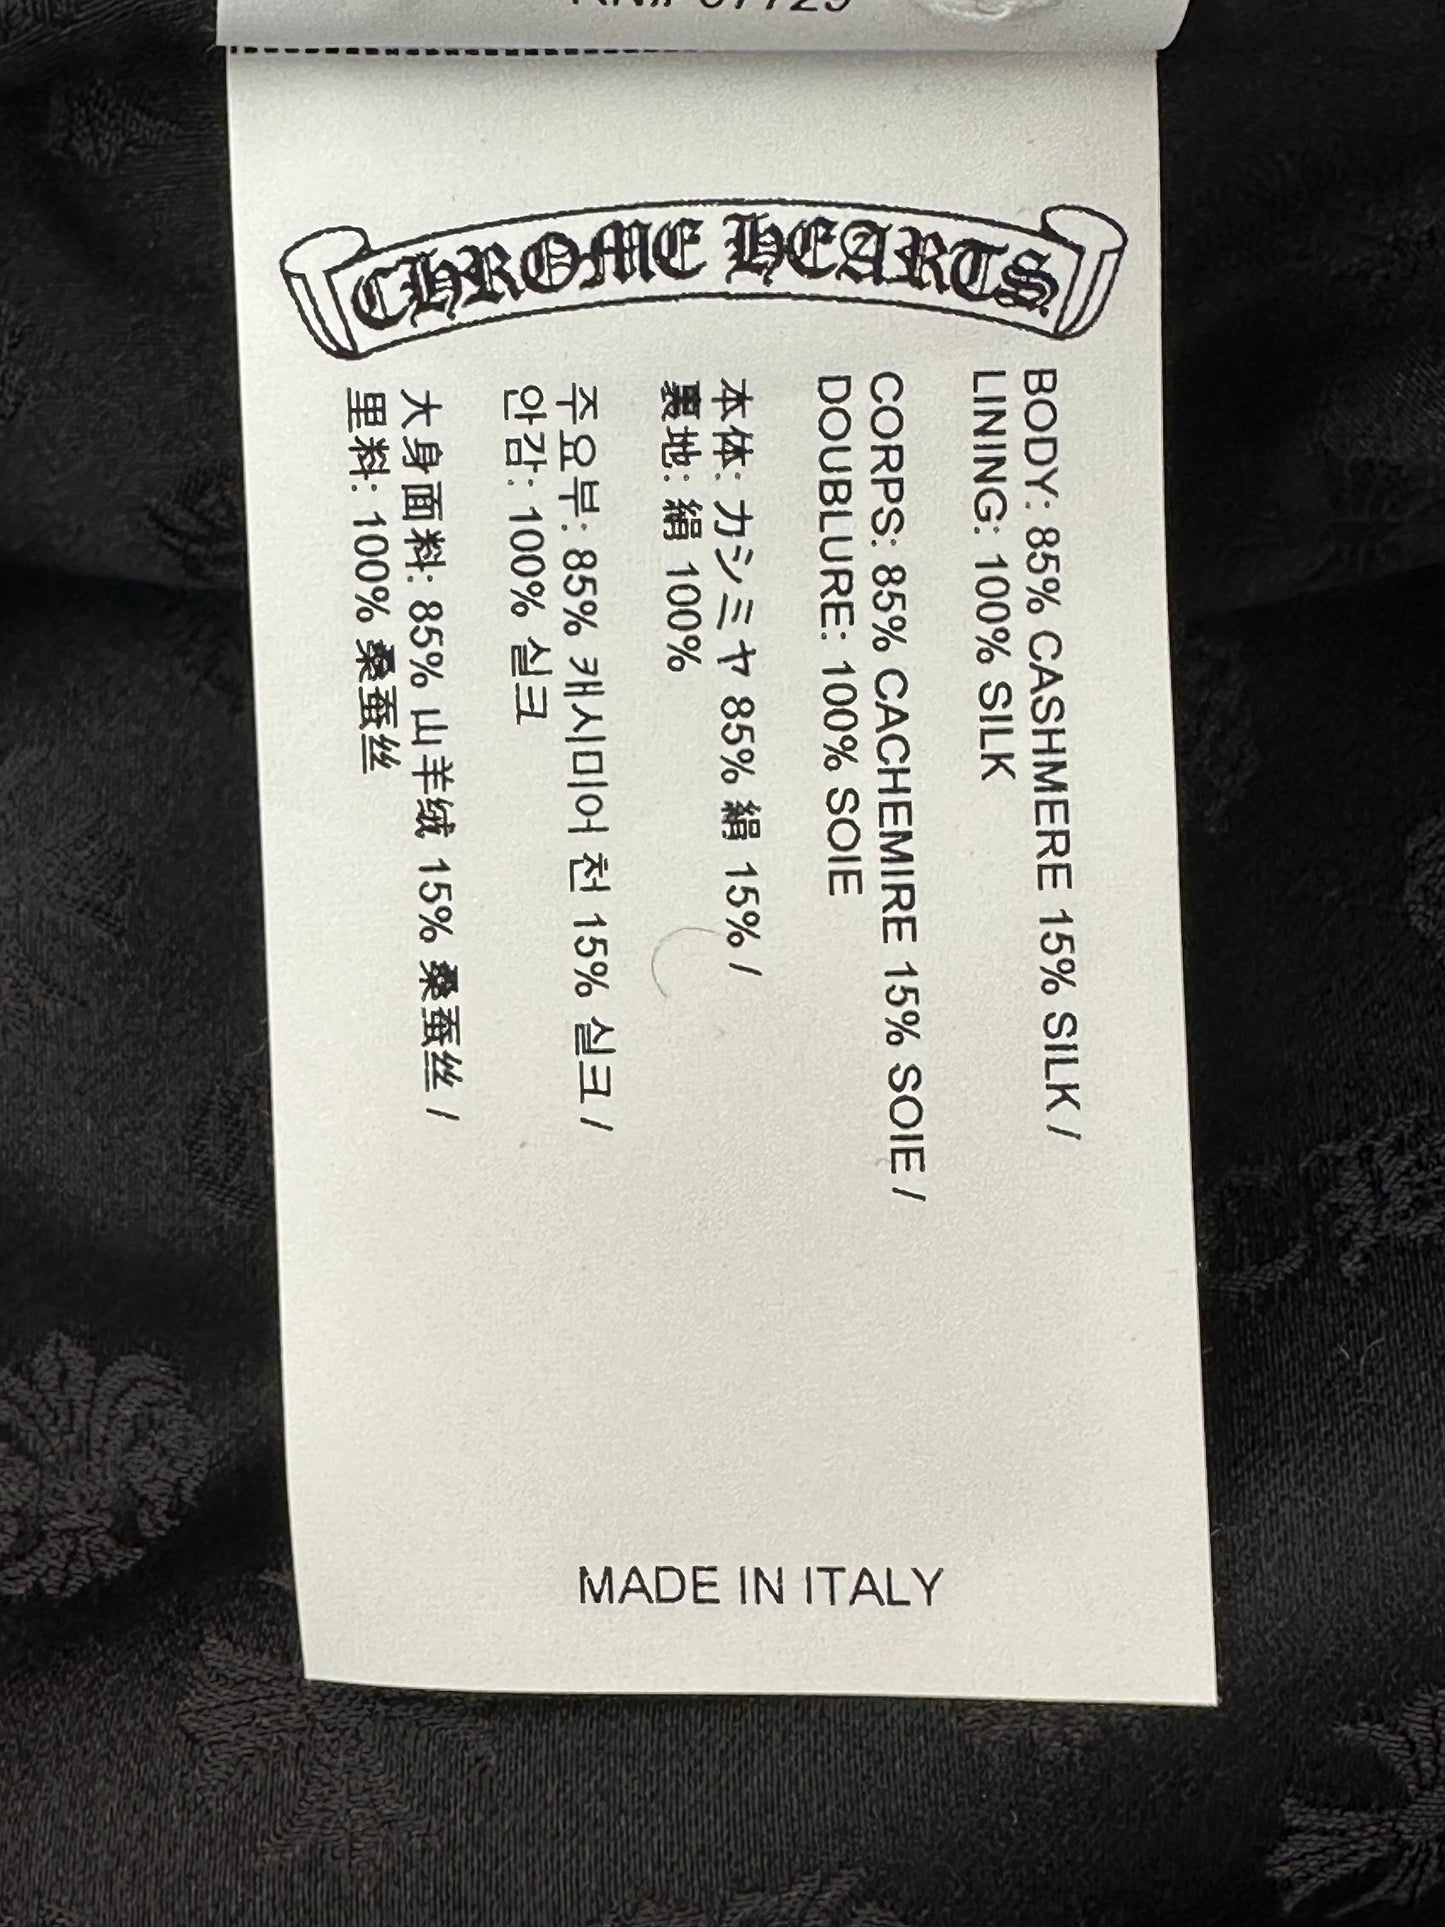 CHROME HEARTS
BODY: 85% CASHMERE 15% SILK /
LINING: 100% SILK
CORPS: 85% CACHEMIRE 15% SOIE /
DOUBLURE: 100% SOIE
本体: カシミヤ 85% 絹 15% /
裏地: 絹 100%
주요부: 85% 캐시미어 천 15% 실크 /
안감: 100% 실크
大身面料: 85% 山羊绒 15% 桑蚕丝 /
里料: 100% 桑蚕丝
MADE IN ITALY